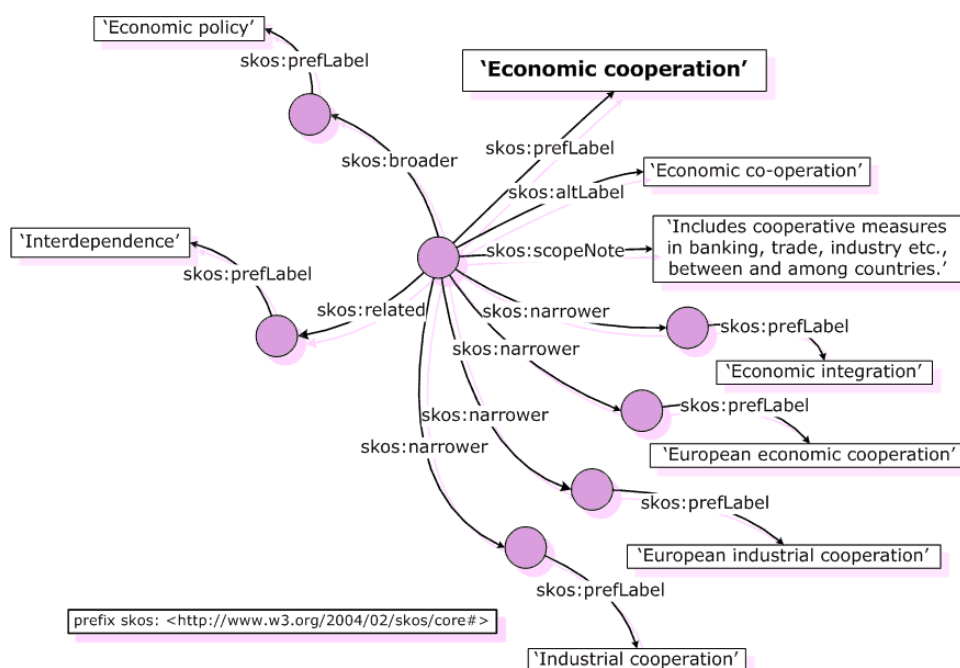 ‘Economic policy’
skos:prefLabel
‘Economic cooperation’
skos:prefLabel
skos:broader
‘Economic co-operation’
skos:altLabel
‘Interdependence’
skos:prefLabel
skos:scopeNote
‘Includes cooperative measures
in banking, trade, industry etc.,
between and among countries.’
skos:related
skos:narrower
skos:prefLabel
‘Economic integration’
skos:narrower
skos:prefLabel
‘European economic cooperation’
skos:narrower
skos:prefLabel
‘European industrial cooperation’
skos:narrower
skos:prefLabel
‘Industrial cooperation’
prefix skos: <http://www.w3.org/2004/02/skos/core#>